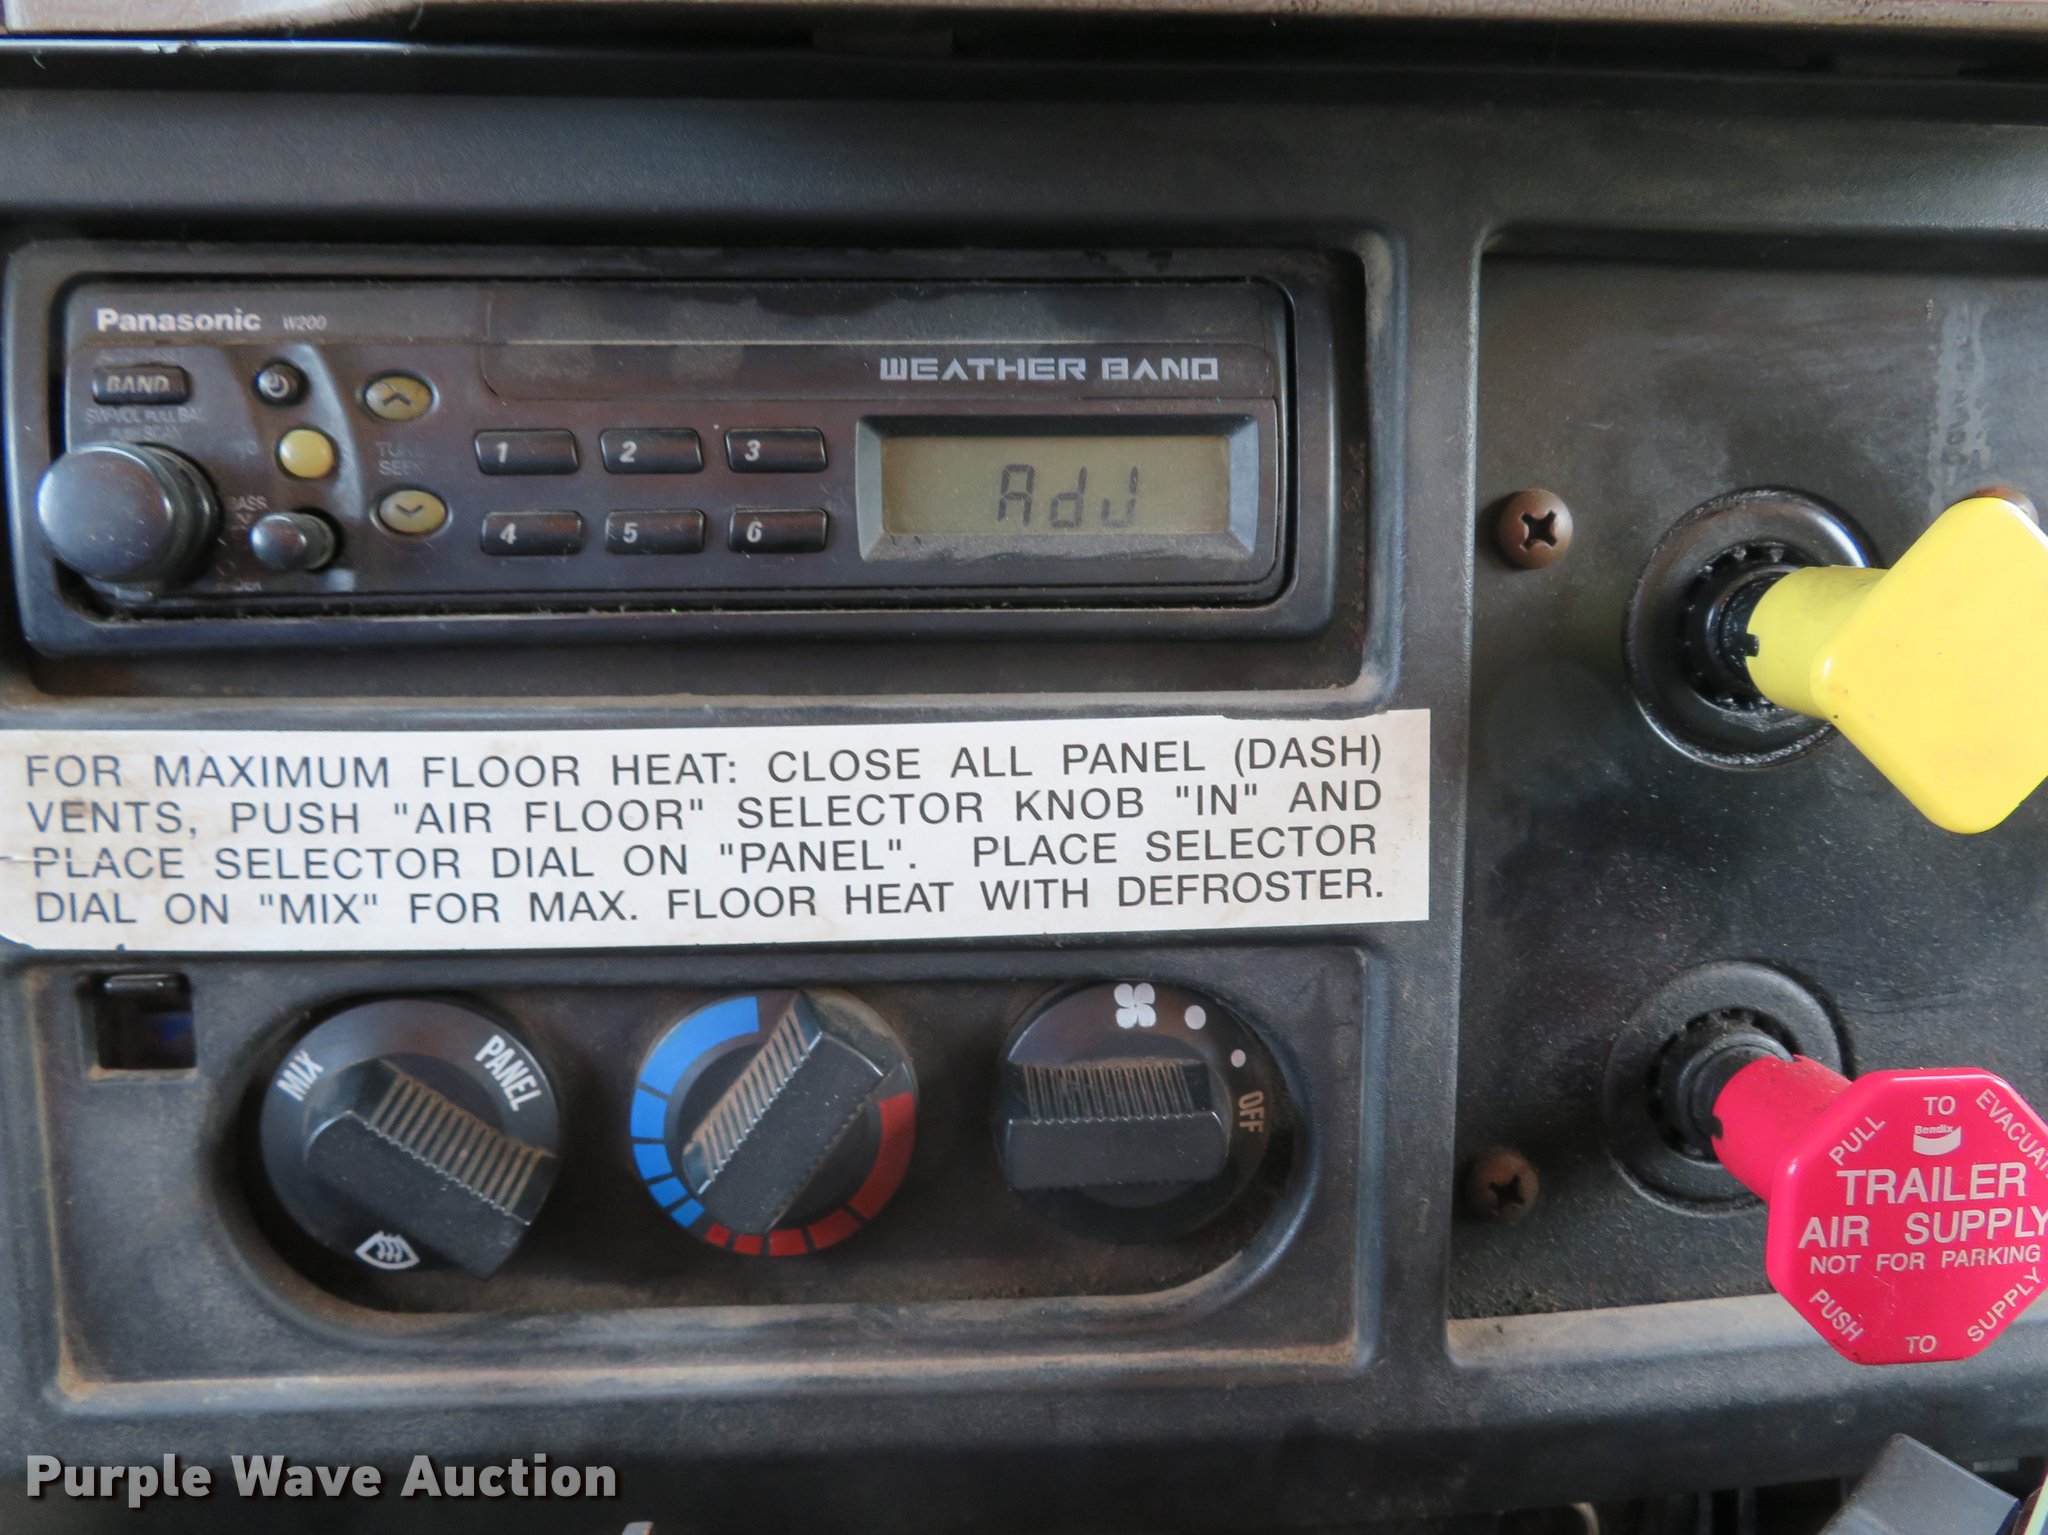 Panasonic W200
BAND
WEATHER BAND
1 2 3
TUNE
SEEK
BASS
4 5 6
AdJ
FOR MAXIMUM FLOOR HEAT: CLOSE ALL PANEL (DASH)
VENTS, PUSH "AIR FLOOR" SELECTOR KNOB "IN" AND
PLACE SELECTOR DIAL ON "PANEL". PLACE SELECTOR
DIAL ON "MIX" FOR MAX. FLOOR HEAT WITH DEFROSTER.
MIX PANEL
OFF
PULL TO
Bendix
TRAILER
AIR SUPPLY
NOT FOR PARKING
PUSH TO SUPPLY
Purple Wave Auction